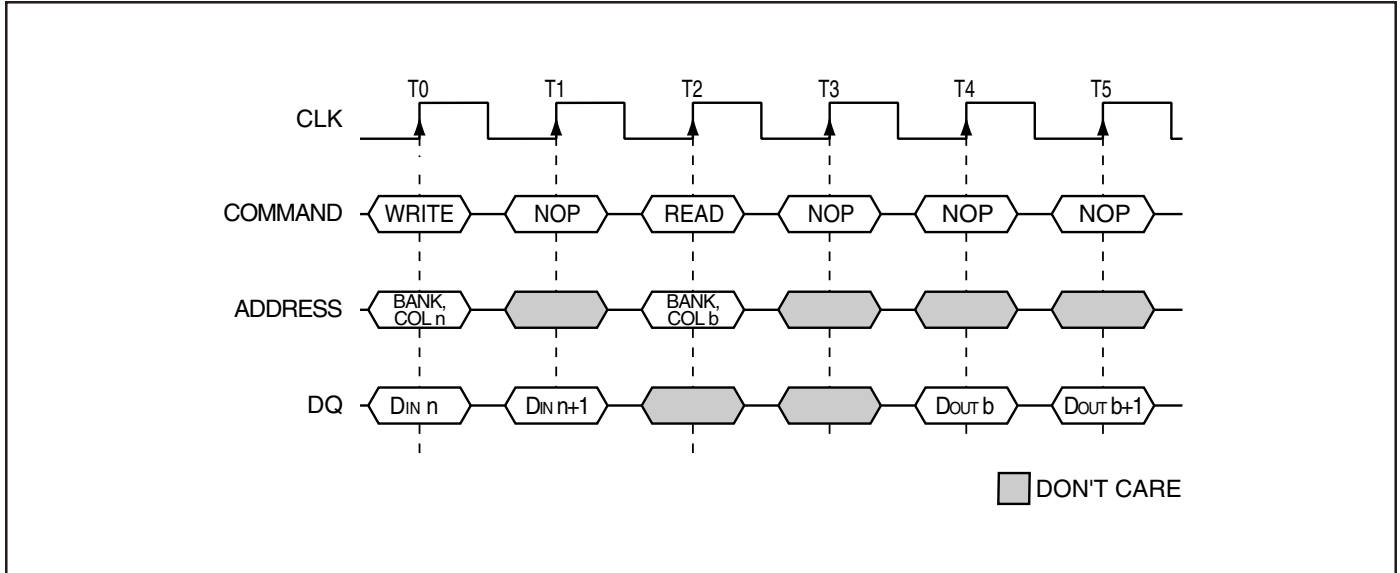 T0 T1 T2 T3 T4 T5
CLK
COMMAND WRITE NOP READ NOP NOP NOP
ADDRESS BANK, COL n BANK, COL b
DQ DIN n DIN n+1 DOUT b DOUT b+1
DON'T CARE